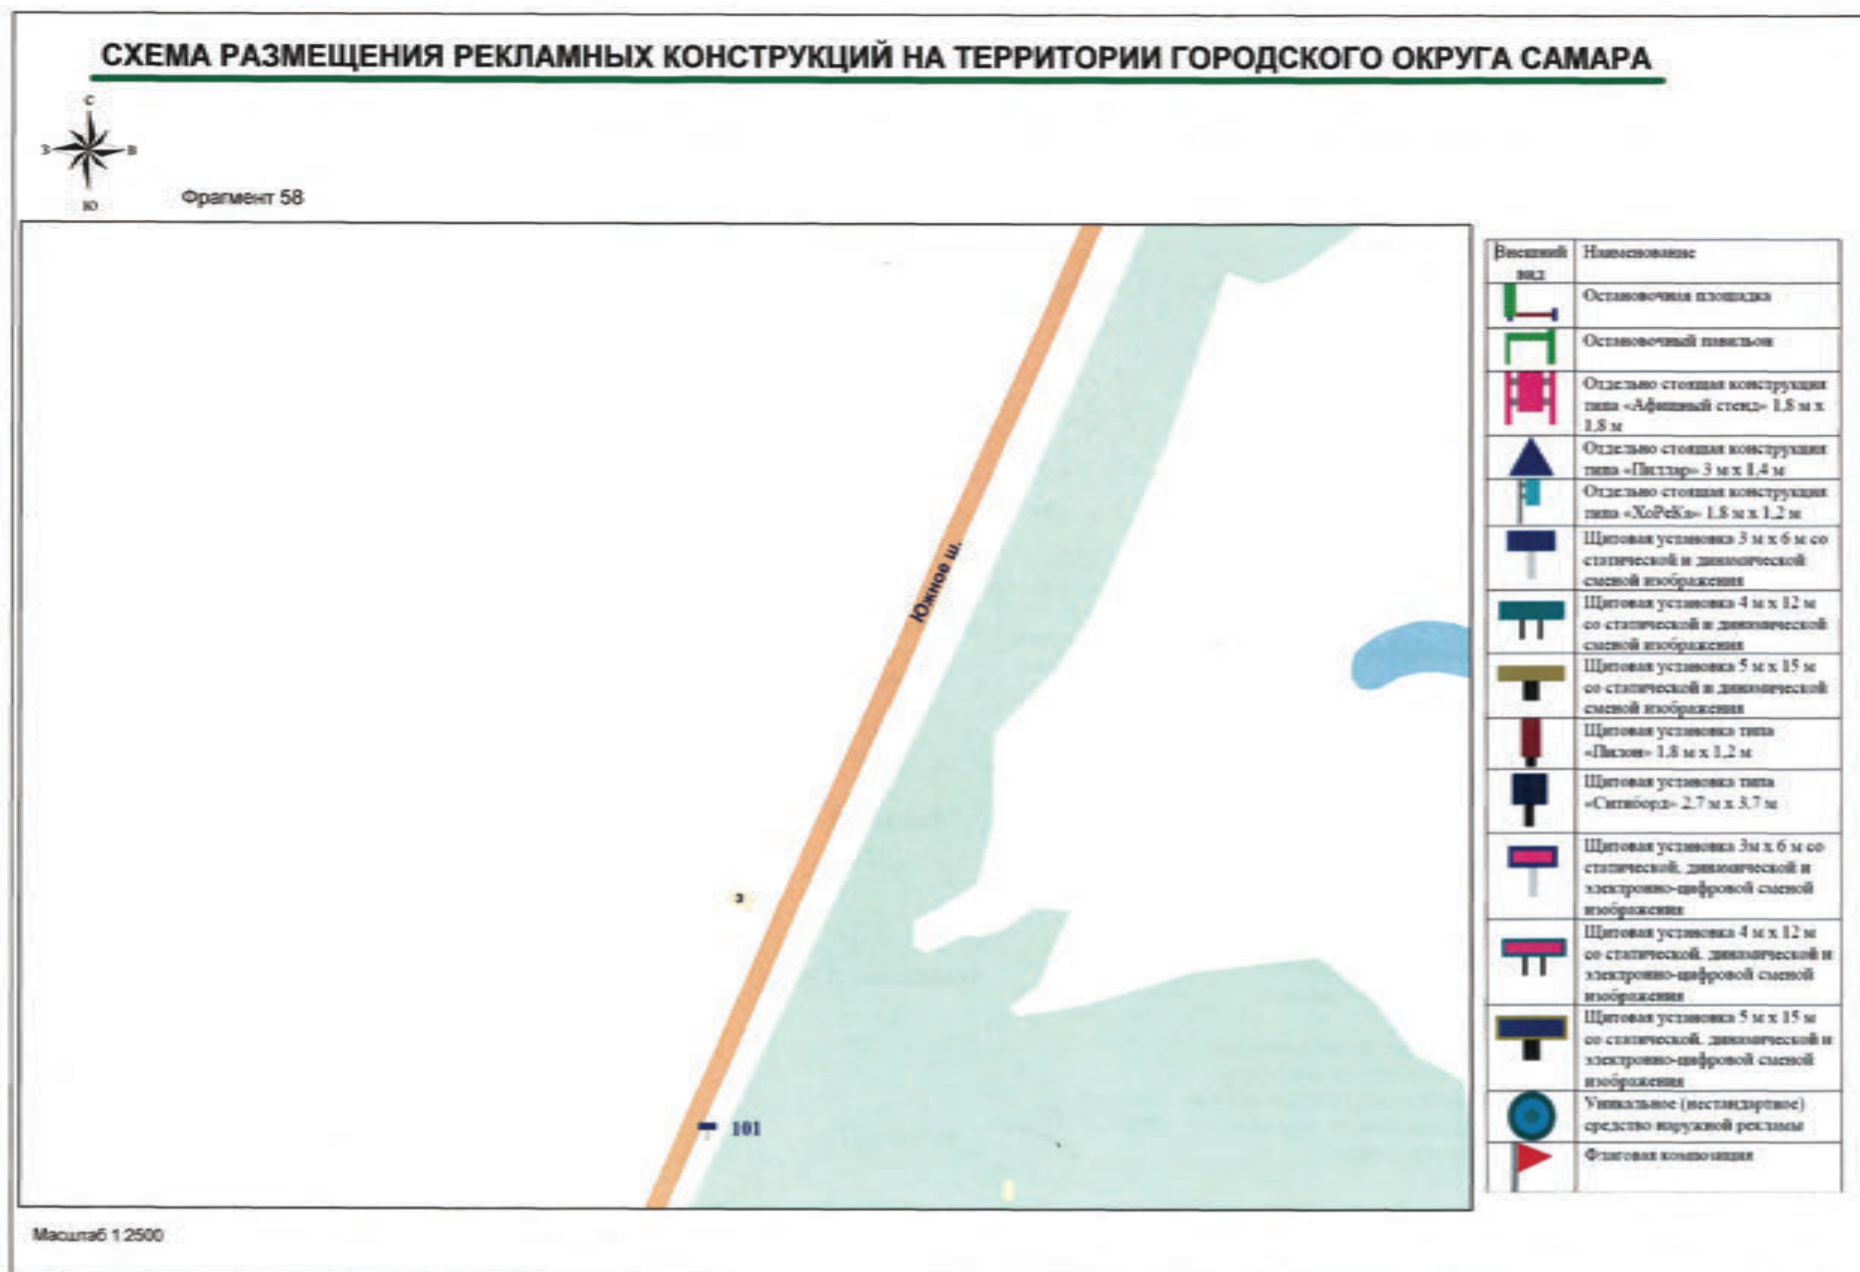 СХЕМА РАЗМЕЩЕНИЯ РЕКЛАМНЫХ КОНСТРУКЦИЙ НА ТЕРРИТОРИИ ГОРОДСКОГО ОКРУГА САМАРА
С
З
В
Ю
Фрагмент 58
Южное ш.
3
101
Внешний
вид
Наименование
Остановочная площадка
Остановочный павильон
Отдельно стоящая конструкция
типа «Афишный стенд» 1,8 м х
1,8 м
Отдельно стоящая конструкция
типа «Пиллар» 3 м х 1,4 м
Отдельно стоящая конструкция
типа «ХоРеКа» 1,8 м х 1,2 м
Щитовая установка 3 м х 6 м со
статической и динамической
сменой изображения
Щитовая установка 4 м х 12 м
со статической и динамической
сменой изображения
Щитовая установка 5 м х 15 м
со статической и динамической
сменой изображения
Щитовая установка типа
«Пилон» 1,8 м х 1,2 м
Щитовая установка типа
«Ситиборд» 2,7 м х 3,7 м
Щитовая установка 3м х 6 м со
статической, динамической и
электронно-цифровой сменой
изображения
Щитовая установка 4 м х 12 м
со статической, динамической и
электронно-цифровой сменой
изображения
Щитовая установка 5 м х 15 м
со статической, динамической и
электронно-цифровой сменой
изображения
Уникальное (нестандартное)
средство наружной рекламы
Флаговая композиция
Масштаб 1:2500